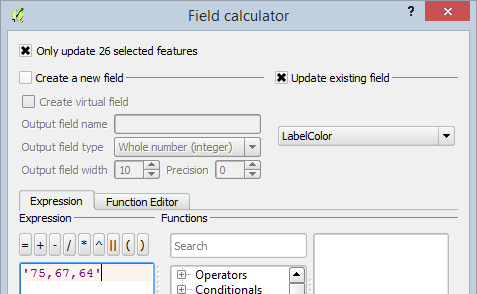 Field calculator ? ×
Only update 26 selected features
Create a new field
Update existing field
Create virtual field
Output field name
Output field type Whole number (integer)
LabelColor
Output field width 10 Precision 0
Expression Function Editor
Expression Functions
= + - / * ^ || ( )
Search
'75,67,64'
Operators
Conditionals